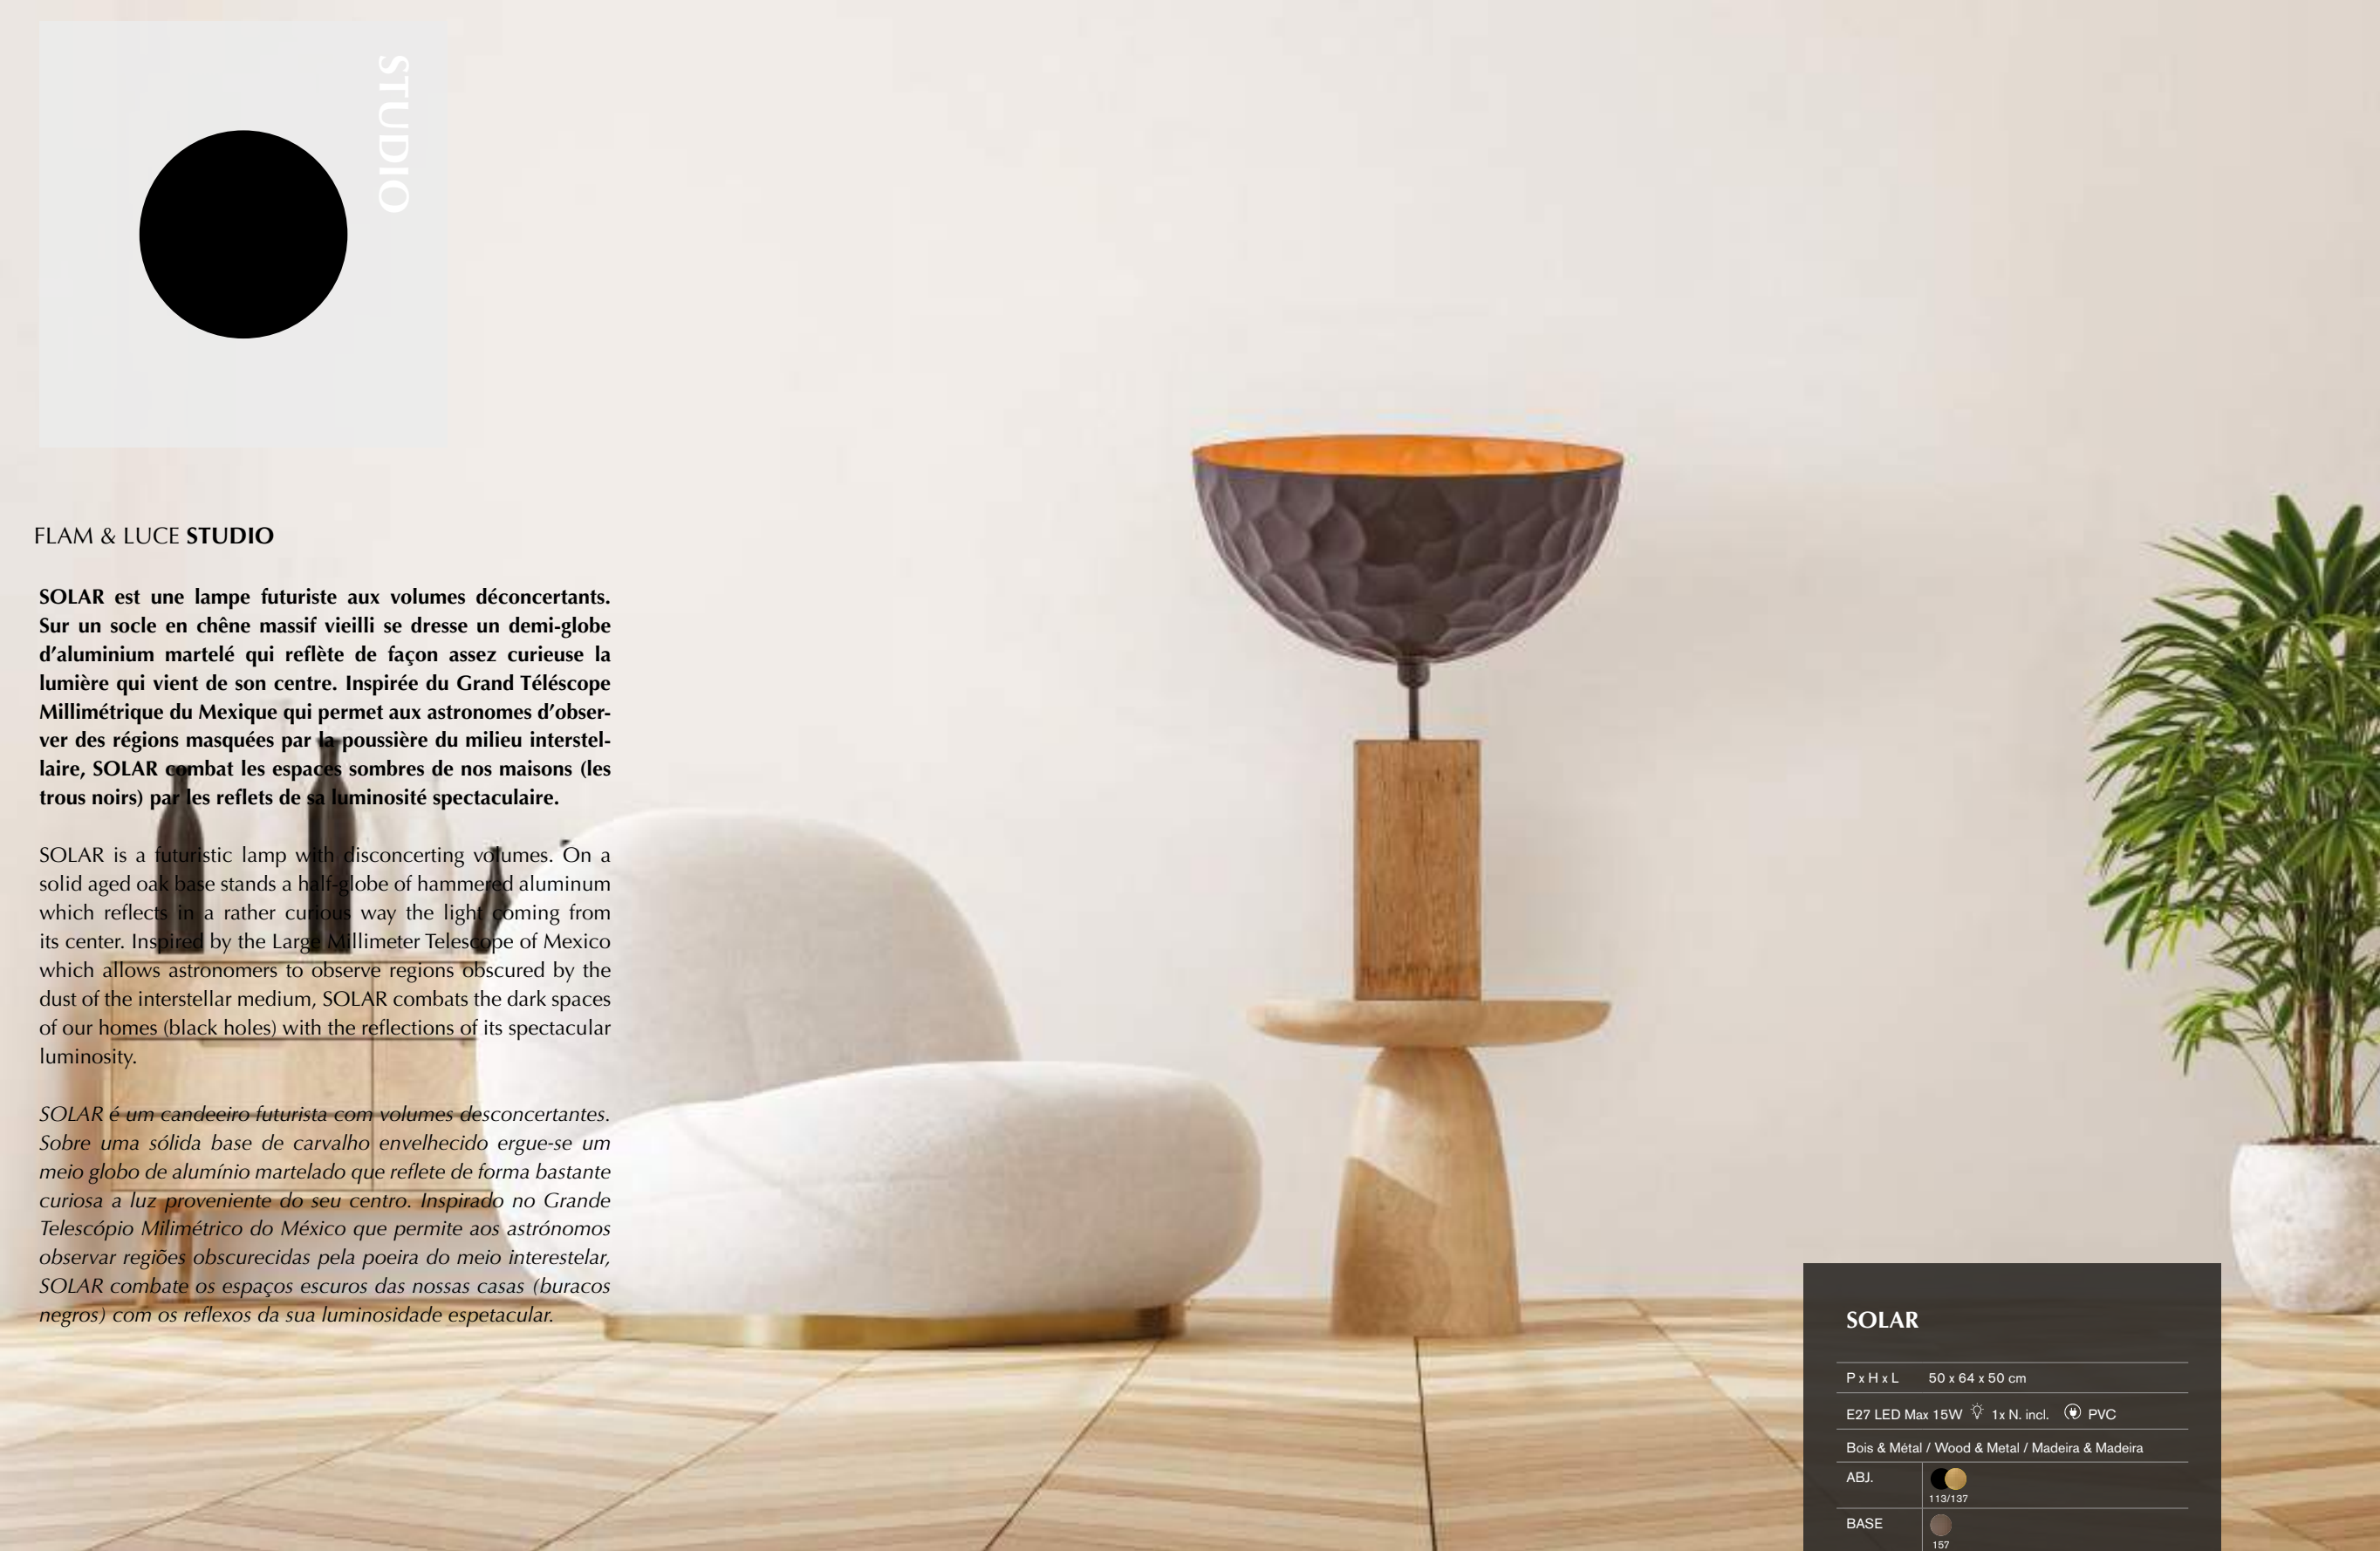 STUDIO
FLAM & LUCE STUDIO
SOLAR est une lampe futuriste aux volumes déconcertants.
Sur un socle en chêne massif vieilli se dresse un demi-globe
d’aluminium martelé qui reflète de façon assez curieuse la
lumière qui vient de son centre. Inspirée du Grand Téléscope
Millimétrique du Mexique qui permet aux astronomes d’obser-
ver des régions masquées par la poussière du milieu interstel-
laire, SOLAR combat les espaces sombres de nos maisons (les
trous noirs) par les reflets de sa luminosité spectaculaire.
SOLAR is a futuristic lamp with disconcerting volumes. On a
solid aged oak base stands a half-globe of hammered aluminum
which reflects in a rather curious way the light coming from
its center. Inspired by the Large Millimeter Telescope of Mexico
which allows astronomers to observe regions obscured by the
dust of the interstellar medium, SOLAR combats the dark spaces
of our homes (black holes) with the reflections of its spectacular
luminosity.
SOLAR é um candeeiro futurista com volumes desconcertantes.
Sobre uma sólida base de carvalho envelhecido ergue-se um
meio globo de alumínio martelado que reflete de forma bastante
curiosa a luz proveniente do seu centro. Inspirado no Grande
Telescópio Milimétrico do México que permite aos astrónomos
observar regiões obscurecidas pela poeira do meio interestelar,
SOLAR combate os espaços escuros das nossas casas (buracos
negros) com os reflexos da sua luminosidade espetacular.
SOLAR
P x H x L 50 x 64 x 50 cm
E27 LED Max 15W 1x N. incl. PVC
Bois & Métal / Wood & Metal / Madeira & Madeira
ABJ.
113/137
BASE
157